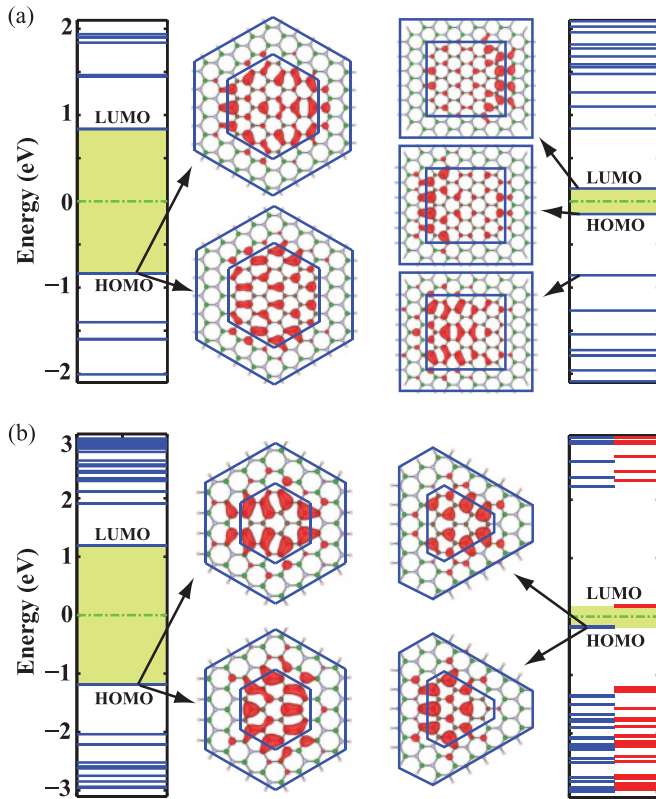 (a)
2
1
0
−1
−2
Energy (eV)
LUMO
HOMO
LUMO
HOMO
(b)
3
2
1
0
−1
−2
−3
Energy (eV)
LUMO
HOMO
LUMO
HOMO